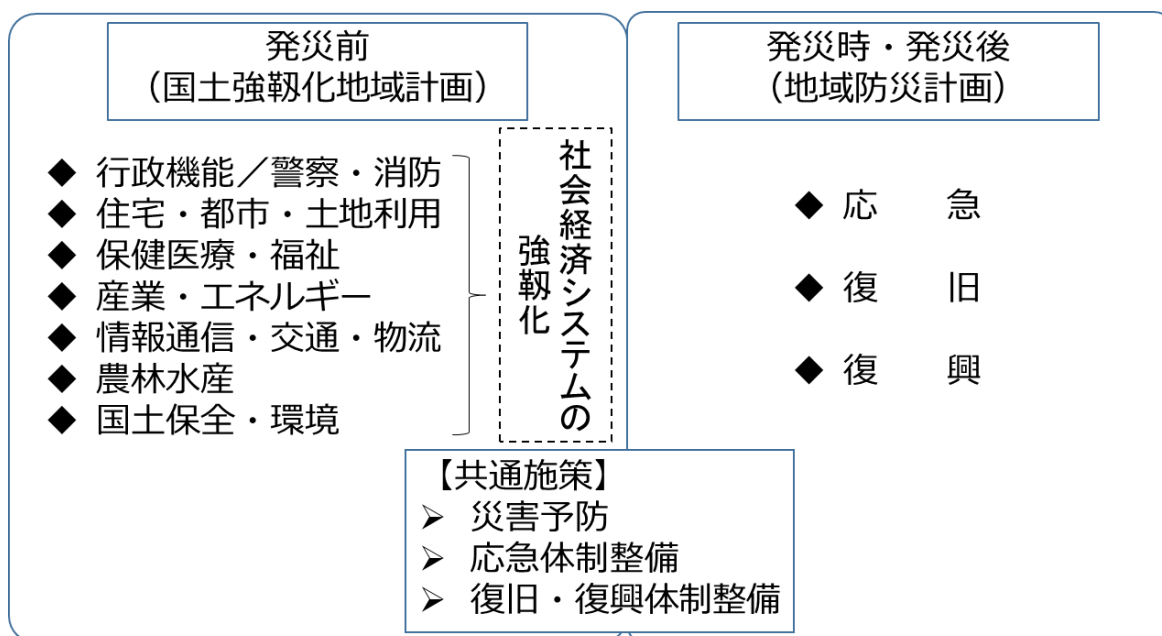 発災前
（国土強靱化地域計画）
◆ 行政機能／警察・消防
◆ 住宅・都市・土地利用
◆ 保健医療・福祉
◆ 産業・エネルギー
◆ 情報通信・交通・物流
◆ 農林水産
◆ 国土保全・環境
社会経済システムの
強靱化
発災時・発災後
（地域防災計画）
◆ 応　急
◆ 復　旧
◆ 復　興
【共通施策】
➢ 災害予防
➢ 応急体制整備
➢ 復旧・復興体制整備